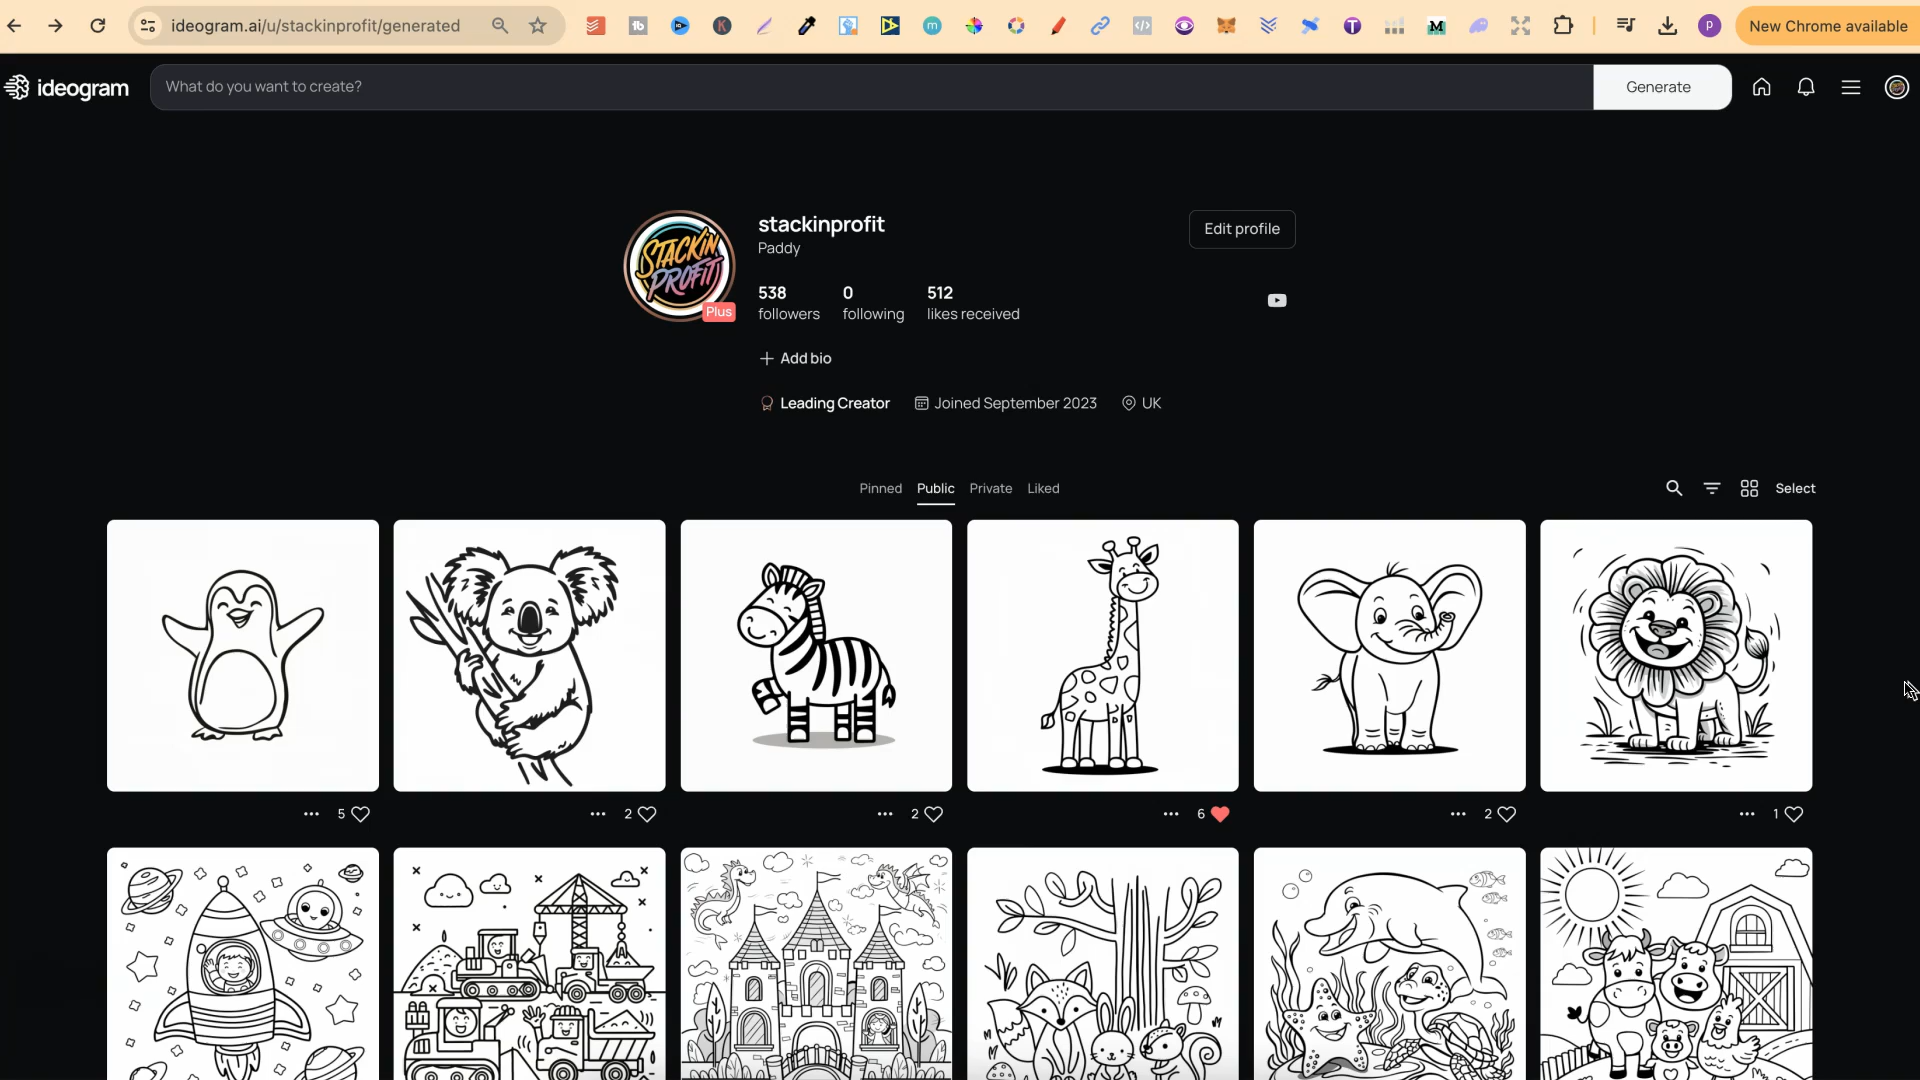 ideogram.ai/u/stackinprofit/generated
New Chrome available
ideogram
What do you want to create?
Generate
STACKIN
PROFIT
Plus
stackinprofit
Paddy
Edit profile
538 0 512
followers following likes received
Add bio
Leading Creator Joined September 2023 UK
Pinned Public Private Liked
Select
5 2 2 6 2 1